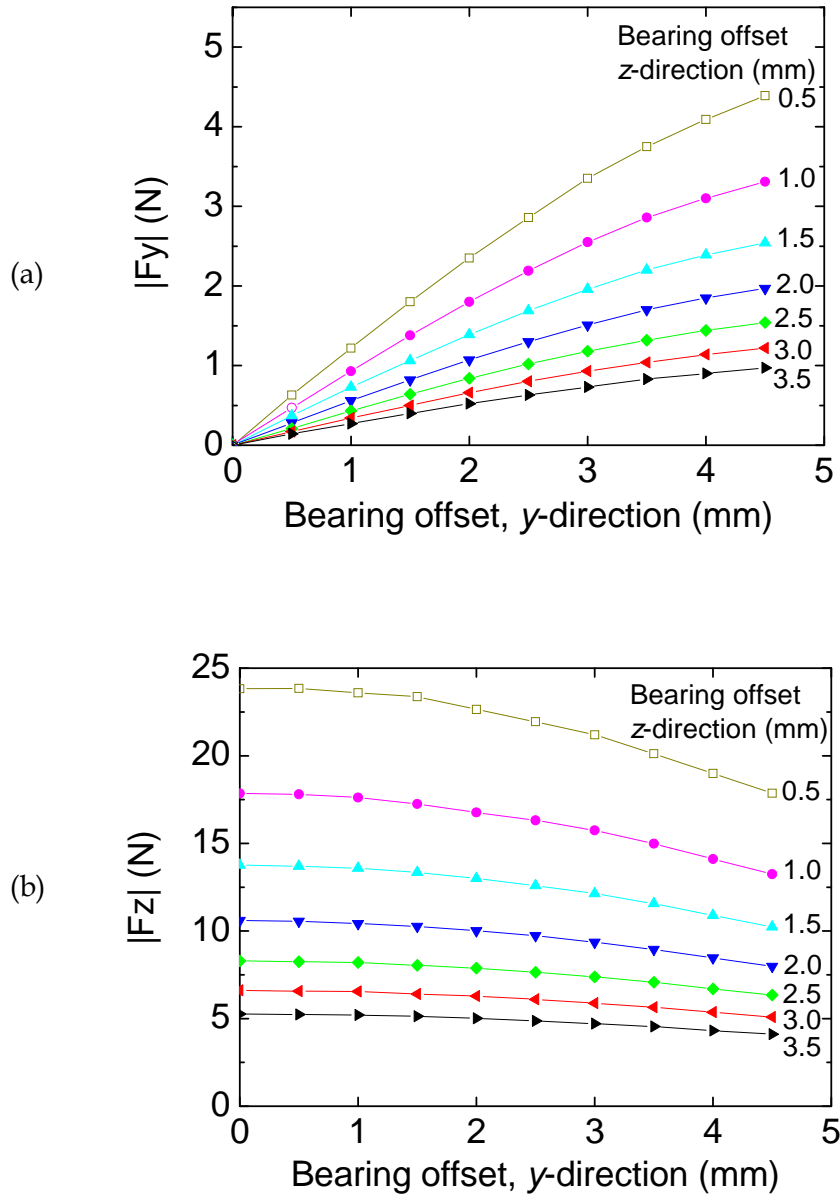 (a)
|Fy| (N)
5
4
3
2
1
0
Bearing offset
z-direction (mm)
0.5
1.0
1.5
2.0
2.5
3.0
3.5
0 1 2 3 4 5
Bearing offset, y-direction (mm)
(b)
|Fz| (N)
25
20
15
10
5
0
Bearing offset
z-direction (mm)
0.5
1.0
1.5
2.0
2.5
3.0
3.5
0 1 2 3 4 5
Bearing offset, y-direction (mm)